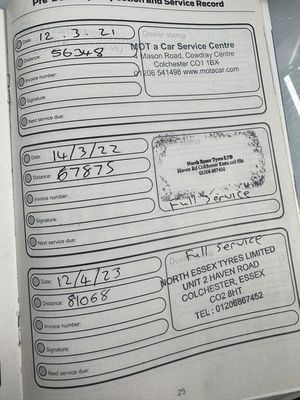 Pre- Inspection and Service Record
Date: 12.3.21
Distance: 56348
Invoice number:
Signature:
Next service due:
Dealer stamp
MOT a Car Service Centre
Mason Road, Cowdray Centre
Colchester CO1 1BX
01206 541498 www.motacar.com
Date: 14/3/22
Distance: 67875
Invoice number:
Signature:
Next service due:
North Essex Tyres LTD
Haven Rd Colchester Essex
01206 867452
Full Service
Date: 12/4/23
Distance: 81068
Invoice number:
Signature:
Next service due:
Full Service
NORTH ESSEX TYRES LIMITED
UNIT 2 HAVEN ROAD
COLCHESTER, ESSEX
CO2 8HT
TEL: 01206867452
25